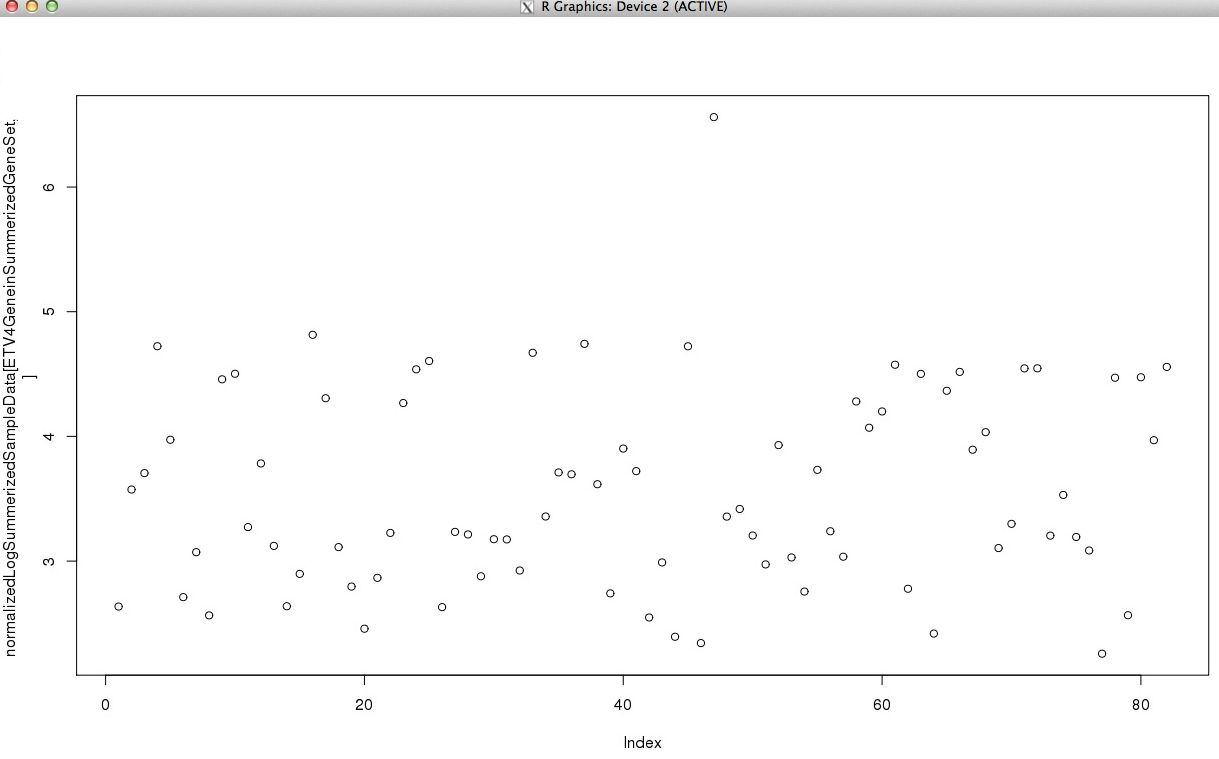 R Graphics: Device 2 (ACTIVE)
normalizedLogSummerizedSampleData[ETV4GeneinSummerizedGeneSet,
]
6
5
4
3
0 20 40 60 80
Index